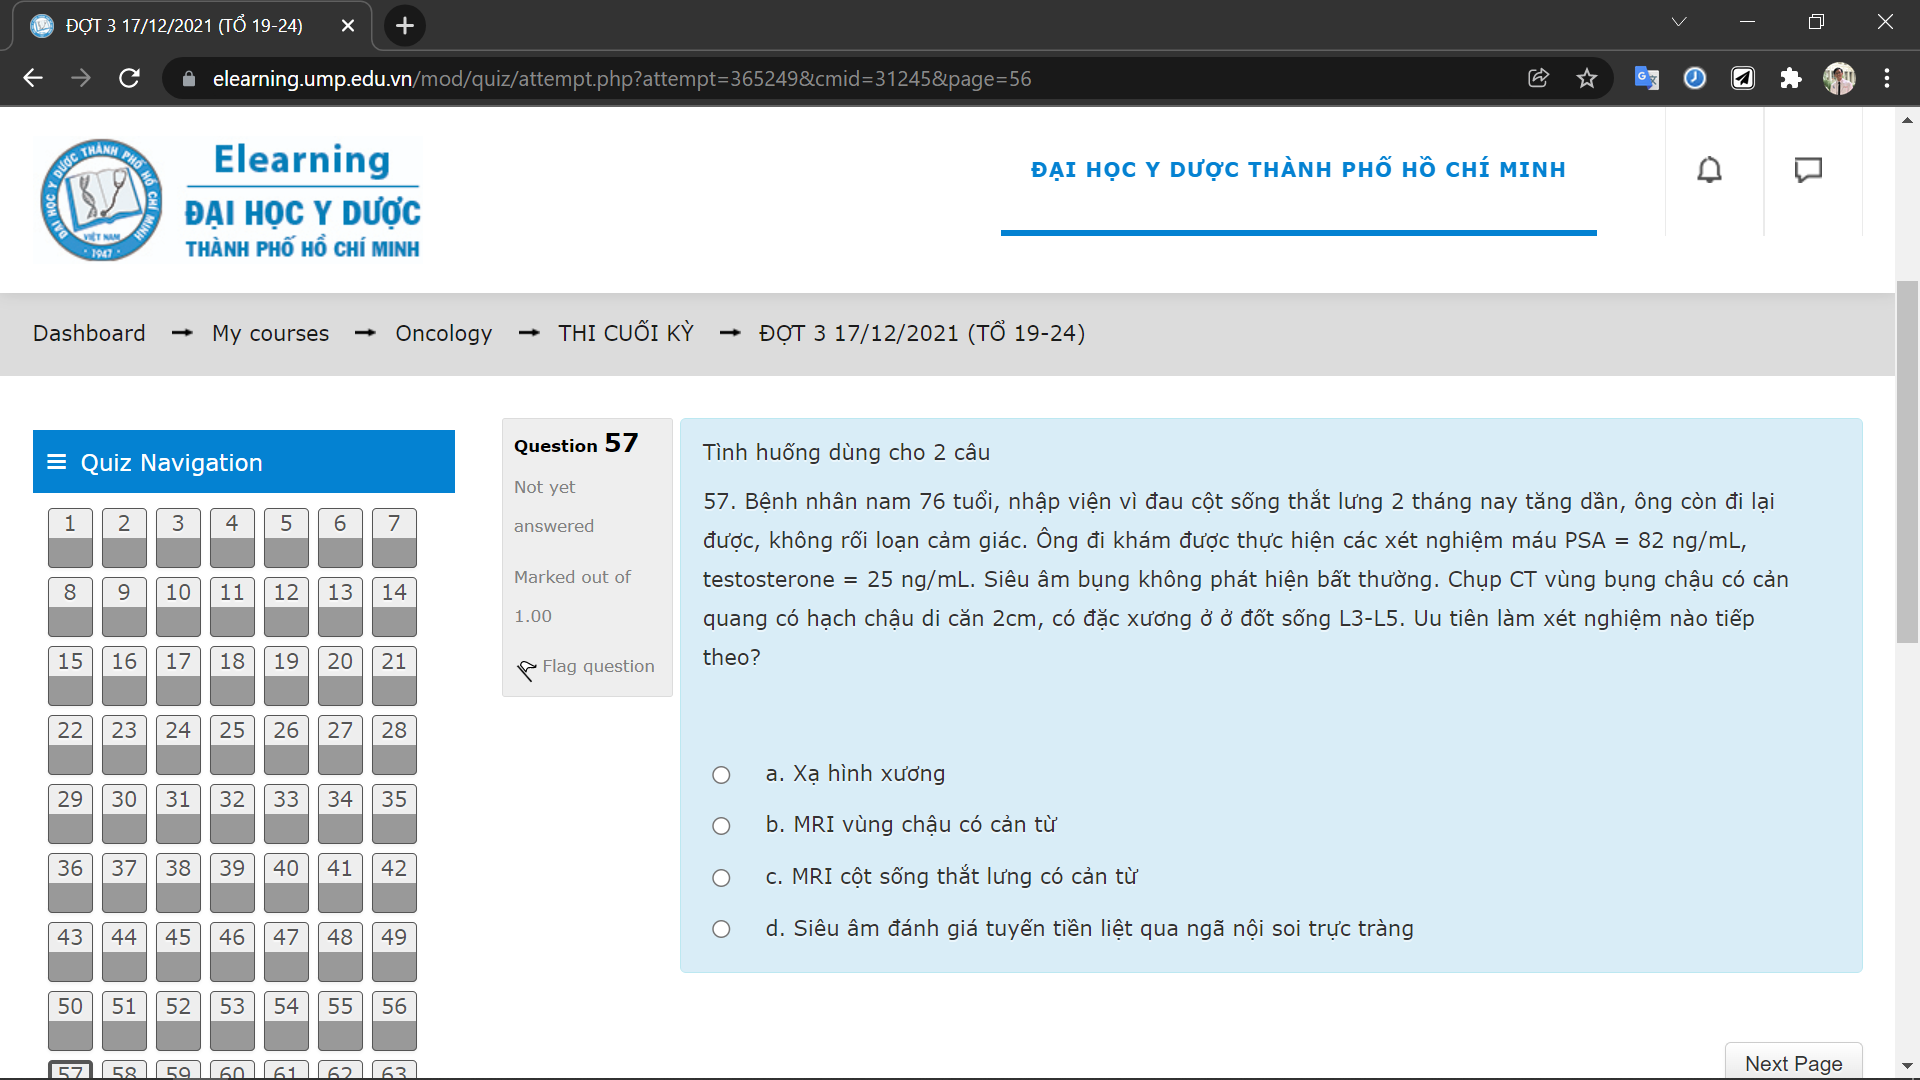 ĐỢT 3 17/12/2021 (TỔ 19-24)
elearning.ump.edu.vn/mod/quiz/attempt.php?attempt=365249&cmid=31245&page=56
ĐẠI HỌC Y DƯỢC THÀNH PHỐ HỒ CHÍ MINH
VIỆT NAM
1947
Elearning
ĐẠI HỌC Y DƯỢC
THÀNH PHỐ HỒ CHÍ MINH
ĐẠI HỌC Y DƯỢC THÀNH PHỐ HỒ CHÍ MINH
Dashboard → My courses → Oncology → THI CUỐI KỲ → ĐỢT 3 17/12/2021 (TỔ 19-24)
Quiz Navigation
1 2 3 4 5 6 7
8 9 10 11 12 13 14
15 16 17 18 19 20 21
22 23 24 25 26 27 28
29 30 31 32 33 34 35
36 37 38 39 40 41 42
43 44 45 46 47 48 49
50 51 52 53 54 55 56
57 58 59 60 61 62 63
Question 57
Not yet
answered
Marked out of
1.00
Flag question
Tình huống dùng cho 2 câu
57. Bệnh nhân nam 76 tuổi, nhập viện vì đau cột sống thắt lưng 2 tháng nay tăng dần, ông còn đi lại
được, không rối loạn cảm giác. Ông đi khám được thực hiện các xét nghiệm máu PSA = 82 ng/mL,
testosterone = 25 ng/mL. Siêu âm bụng không phát hiện bất thường. Chụp CT vùng bụng chậu có cản
quang có hạch chậu di căn 2cm, có đặc xương ở ở đốt sống L3-L5. Uu tiên làm xét nghiệm nào tiếp
theo?
a. Xạ hình xương
b. MRI vùng chậu có cản từ
c. MRI cột sống thắt lưng có cản từ
d. Siêu âm đánh giá tuyến tiền liệt qua ngã nội soi trực tràng
Next Page